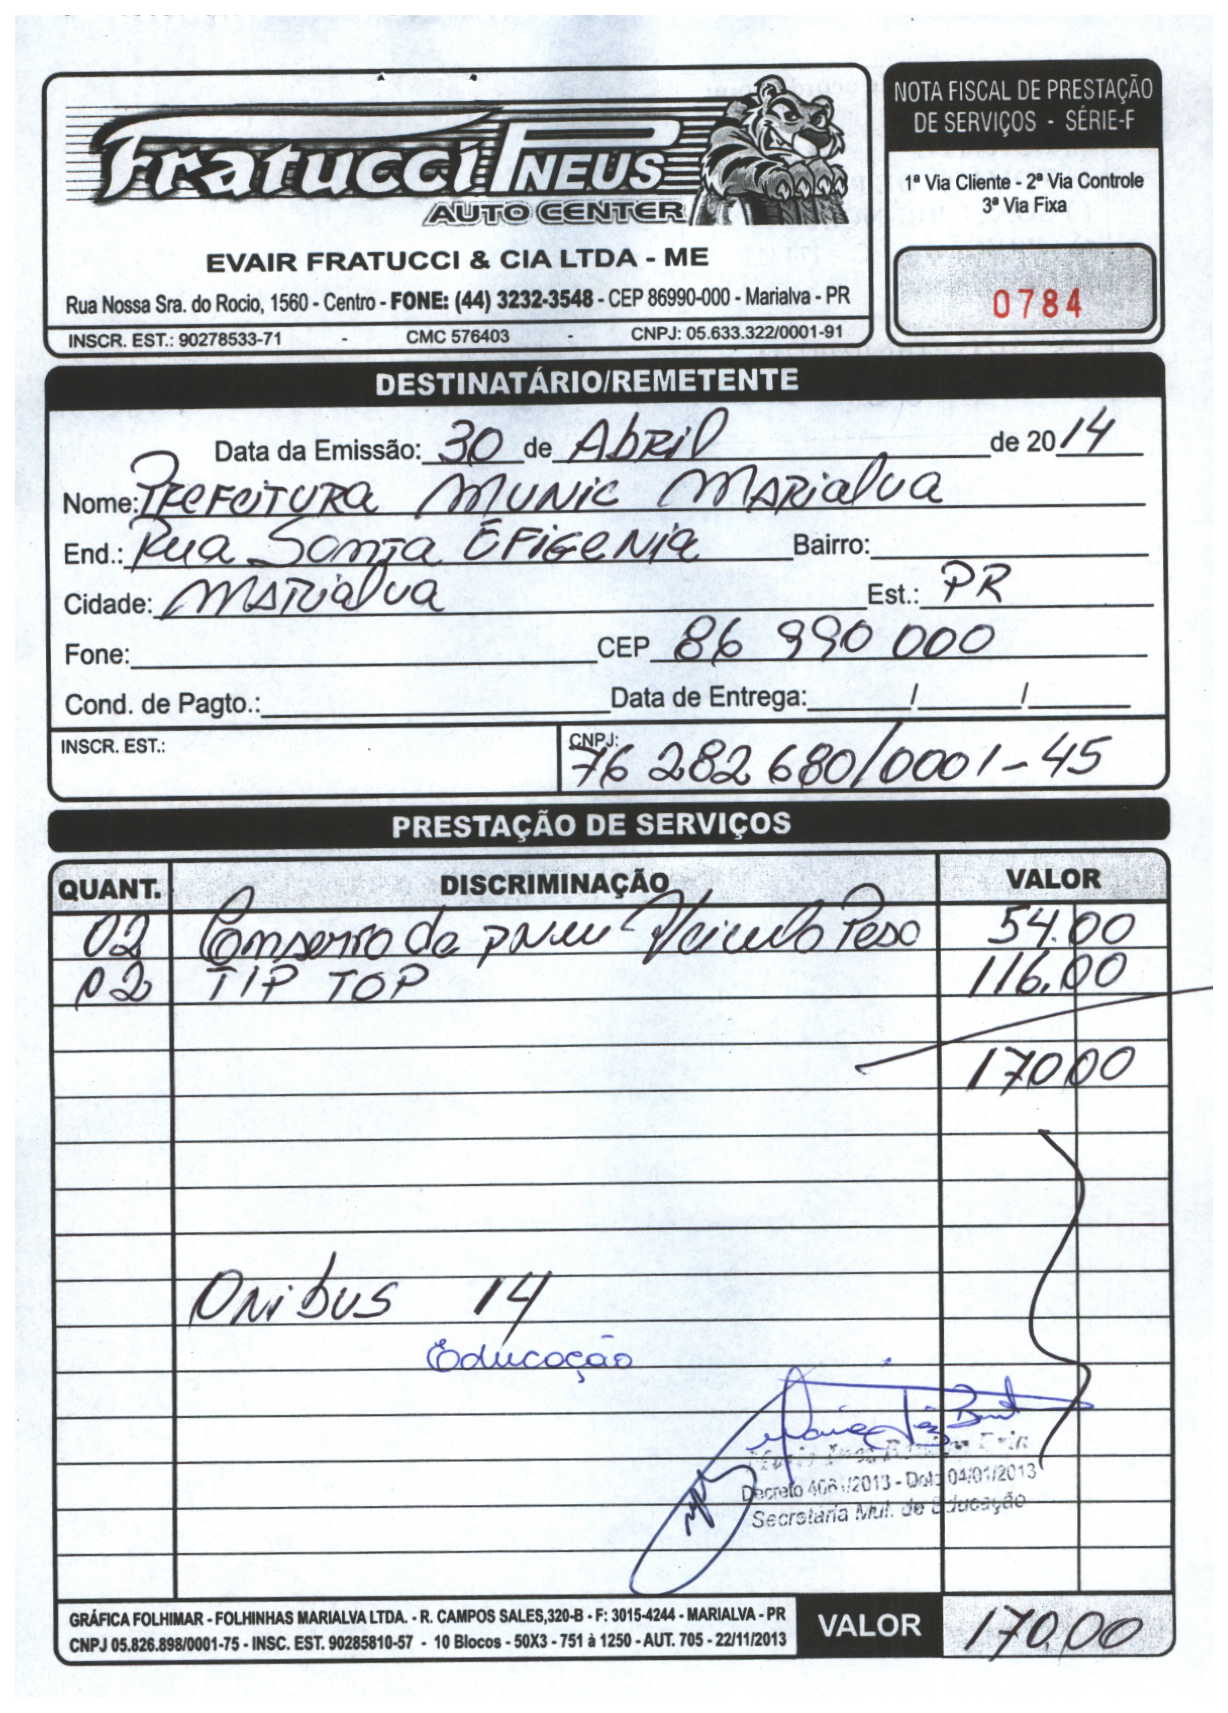 NOTA FISCAL DE PRESTAÇÃO
DE SERVIÇOS - SÉRIE-F
1ª Via Cliente - 2ª Via Controle
3ª Via Fixa
0784
Fratucci PNEUS
AUTO CENTER
EVAIR FRATUCCI & CIA LTDA - ME
Rua Nossa Sra. do Rocio, 1560 - Centro - FONE: (44) 3232-3548 - CEP 86990-000 - Marialva - PR
INSCR. EST.: 90278533-71 - CMC 576403 - CNPJ: 05.633.322/0001-91
DESTINATÁRIO/REMETENTE
Data da Emissão: 30 de Abril de 2014
Nome: Prefeitura Munic Marialva
End.: Rua Santa Efigenia Bairro:
Cidade: Marialva Est.: PR
Fone: CEP 86 990 000
Cond. de Pagto.: Data de Entrega: / /
INSCR. EST.: CNPJ: 76 282 680/0001-45
PRESTAÇÃO DE SERVIÇOS
QUANT. DISCRIMINAÇÃO VALOR
02 Conserto de pneu Veiculo Peso 54.00
02 TIP TOP 116,00
170,00
Onibus 14
Educação
Decreto /2013 - 04/01/2013
Secretária Mul. de Educação
GRÁFICA FOLHIMAR - FOLHINHAS MARIALVA LTDA. - R. CAMPOS SALES,320-B - F: 3015-4244 - MARIALVA - PR
CNPJ 05.826.898/0001-75 - INSC. EST. 90285810-57 - 10 Blocos - 50X3 - 751 à 1250 - AUT. 705 - 22/11/2013
VALOR 170,00